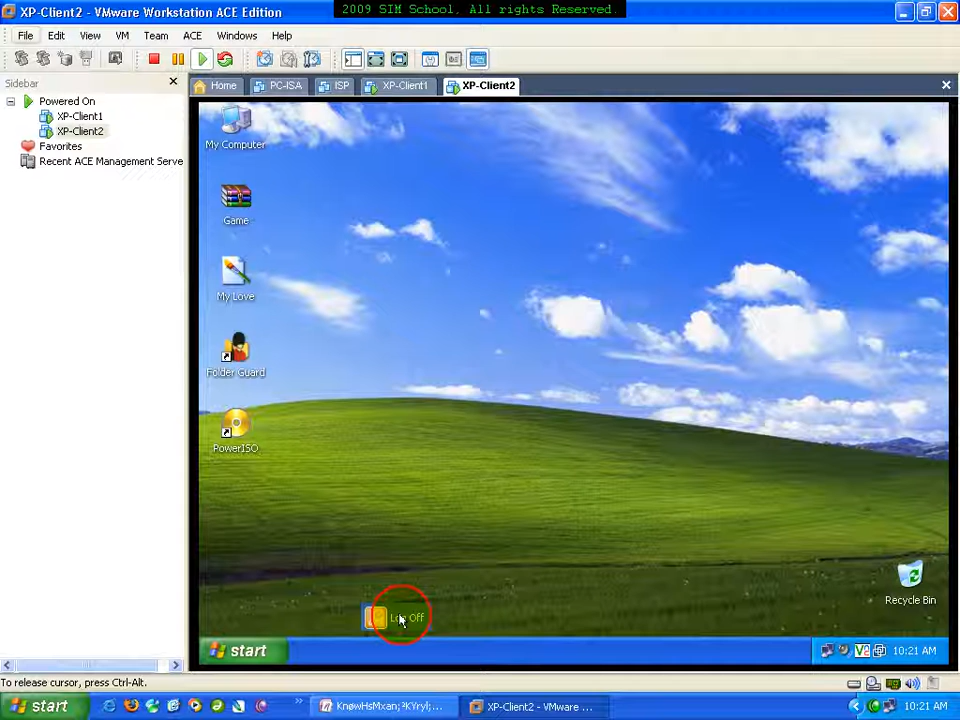 XP-Client2 - VMware Workstation ACE Edition
2009 SIM School, All rights Reserved.
File Edit View VM Team ACE Windows Help
Sidebar
Home PC-ISA ISP XP-Client1 XP-Client2
Powered On
XP-Client1
XP-Client2
Favorites
Recent ACE Management Serve
My Computer
Game
My Love
Folder Guard
PowerISO
Recycle Bin
Log Off
start
10:21 AM
To release cursor, press Ctrl-Alt.
start
XP-Client2 - VMware ...
10:21 AM